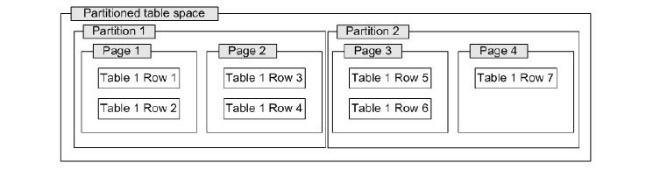 Partitioned table space
Partition 1
Partition 2
Page 1
Page 2
Page 3
Page 4
Table 1 Row 1
Table 1 Row 3
Table 1 Row 5
Table 1 Row 7
Table 1 Row 2
Table 1 Row 4
Table 1 Row 6